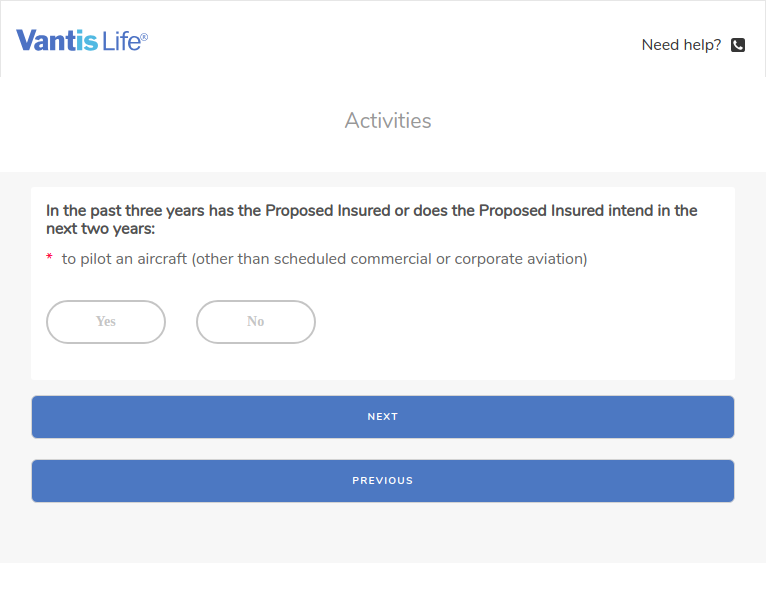 Vantis Life®
Need help?
Activities
In the past three years has the Proposed Insured or does the Proposed Insured intend in the
next two years:
* to pilot an aircraft (other than scheduled commercial or corporate aviation)
Yes No
NEXT
PREVIOUS